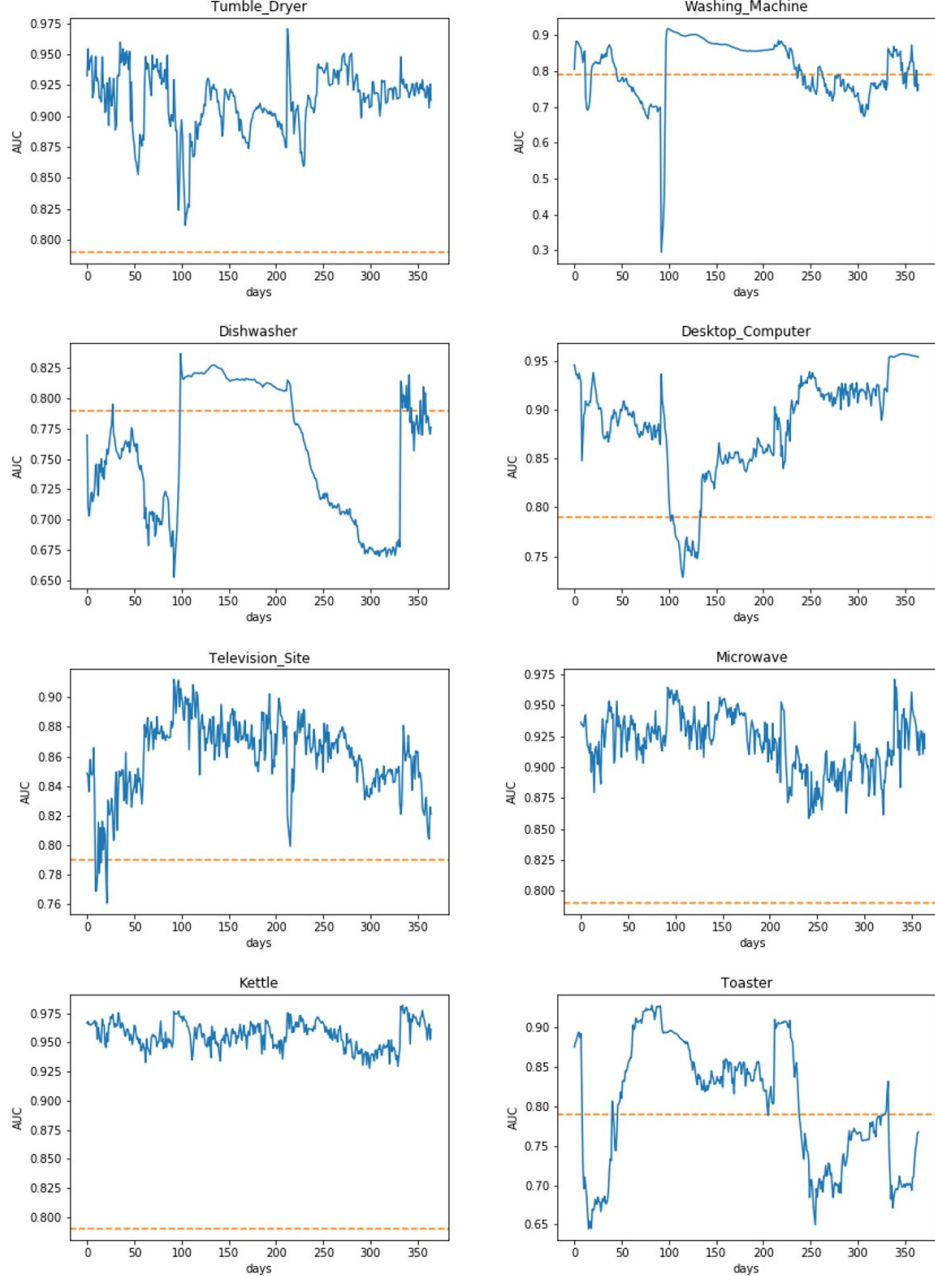 Tumble_Dryer
0.975
0.950
0.925
0.900
0.875
0.850
0.825
0.800
AUC
0 50 100 150 200 250 300 350
days
Washing_Machine
0.9
0.8
0.7
0.6
0.5
0.4
0.3
AUC
0 50 100 150 200 250 300 350
days
Dishwasher
0.825
0.800
0.775
0.750
0.725
0.700
0.675
0.650
AUC
0 50 100 150 200 250 300 350
days
Desktop_Computer
0.95
0.90
0.85
0.80
0.75
AUC
0 50 100 150 200 250 300 350
days
Television_Site
0.90
0.88
0.86
0.84
0.82
0.80
0.78
0.76
AUC
0 50 100 150 200 250 300 350
days
Microwave
0.975
0.950
0.925
0.900
0.875
0.850
0.825
0.800
AUC
0 50 100 150 200 250 300 350
days
Kettle
0.975
0.950
0.925
0.900
0.875
0.850
0.825
0.800
AUC
0 50 100 150 200 250 300 350
days
Toaster
0.90
0.85
0.80
0.75
0.70
0.65
AUC
0 50 100 150 200 250 300 350
days